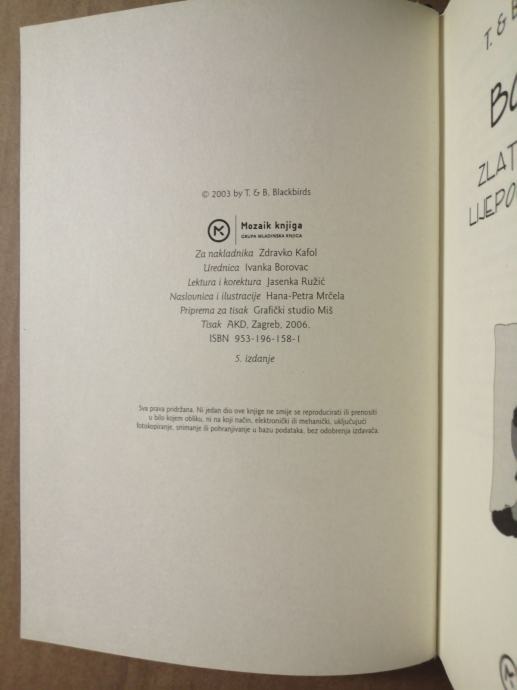 © 2003 by T. & B. Blackbirds
Mozaik knjiga
GRUPA MLADINSKA KNJIGA
Za nakladnika Zdravko Kafol
Urednica Ivanka Borovac
Lektura i korektura Jasenka Ružić
Naslovnica i ilustracije Hana-Petra Mrčela
Priprema za tisak Grafički studio Miš
Tisak AKD, Zagreb, 2006.
ISBN 953-196-158-1
5. izdanje
Sva prava pridržana. Ni jedan dio ove knjige ne smije se reproducirati ili prenositi
u bilo kojem obliku, ni na koji način, elektronički ili mehanički, uključujući
fotokopiranje, snimanje ili pohranjivanje u bazu podataka, bez odobrenja izdavača.
T. & B
BO
ZLAT
LIJEPO